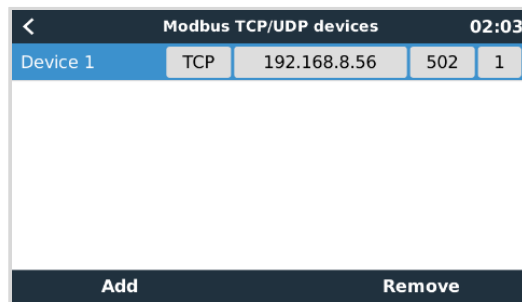 Modbus TCP/UDP devices 02:03
Device 1 TCP 192.168.8.56 502 1
Add Remove